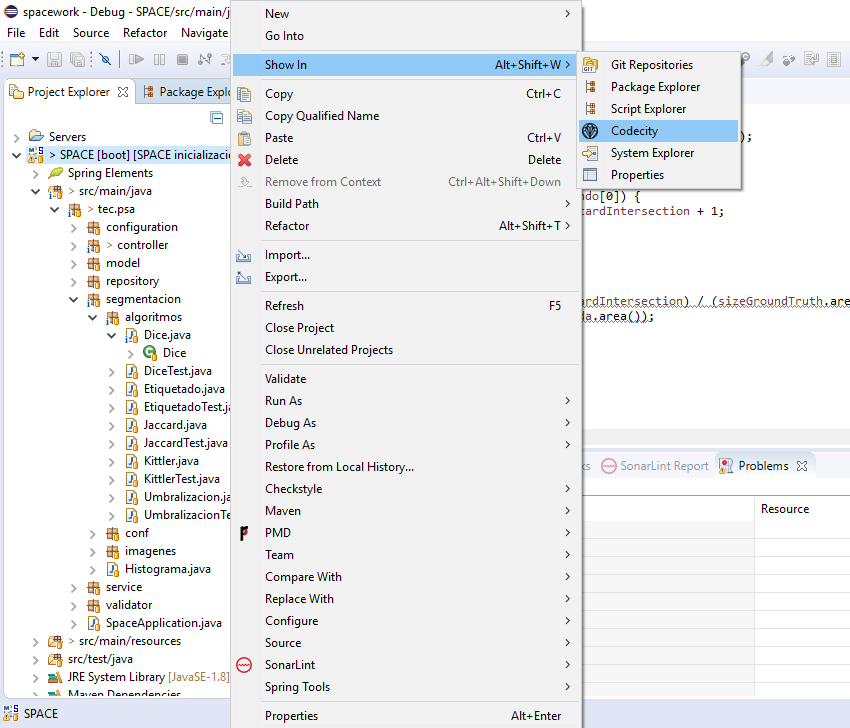 spacework - Debug - SPACE/src/main/j
File Edit Source Refactor Navigate
Project Explorer
Package Expl
Servers
> SPACE [boot] [SPACE inicializaci
Spring Elements
> src/main/java
> tec.psa
configuration
> controller
model
repository
segmentacion
algoritmos
Dice.java
Dice
DiceTest.java
Etiquetado.java
EtiquetadoTest.ja
Jaccard.java
JaccardTest.java
Kittler.java
KittlerTest.java
Umbralizacion.ja
UmbralizacionTe
conf
imagenes
Histograma.java
service
validator
SpaceApplication.java
> src/main/resources
src/test/java
JRE System Library [JavaSE-1.8]
Maven Dependencies
SPACE
New
Go Into
Show In Alt+Shift+W
Copy Ctrl+C
Copy Qualified Name
Paste Ctrl+V
Delete Delete
Remove from Context Ctrl+Alt+Shift+Down
Build Path
Refactor Alt+Shift+T
Import...
Export...
Refresh F5
Close Project
Close Unrelated Projects
Validate
Run As
Debug As
Profile As
Restore from Local History...
Checkstyle
Maven
PMD
Team
Compare With
Replace With
Configure
Source
SonarLint
Spring Tools
Properties Alt+Enter
Git Repositories
Package Explorer
Script Explorer
Codecity
System Explorer
Properties
);
do[0]) {
ardIntersection + 1;
ardIntersection) / (sizeGroundTruth.are
da.area());
ks
SonarLint Report
Problems
Resource